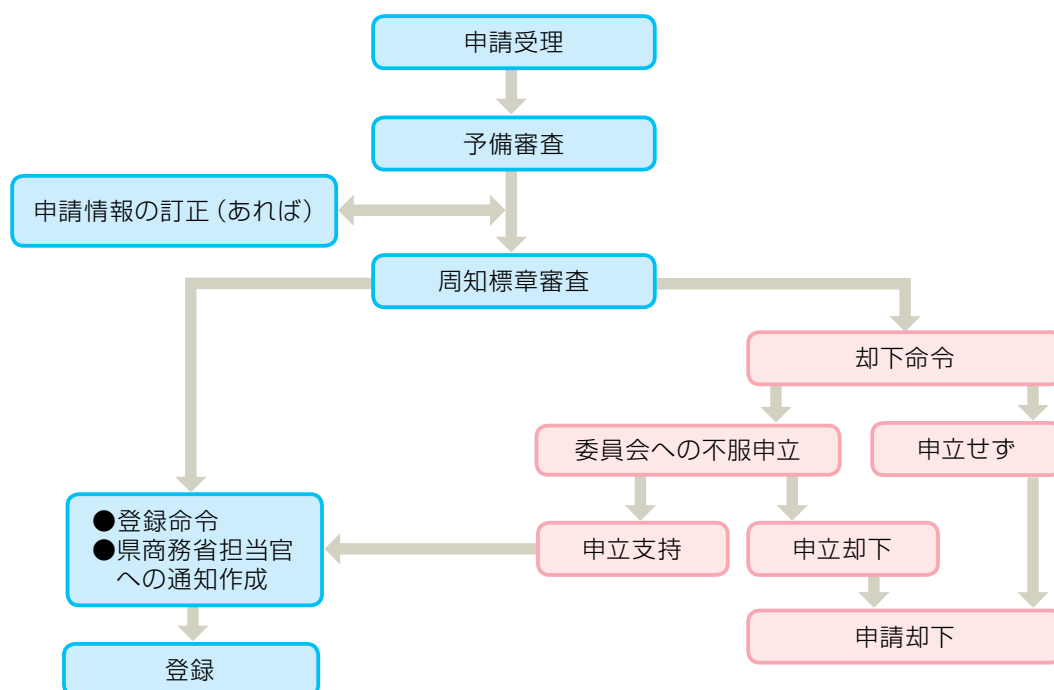 申請受理
予備審査
申請情報の訂正（あれば）
周知標章審査
却下命令
委員会への不服申立
申立せず
●登録命令
●県商務省担当官
への通知作成
申立支持
申立却下
申請却下
登録